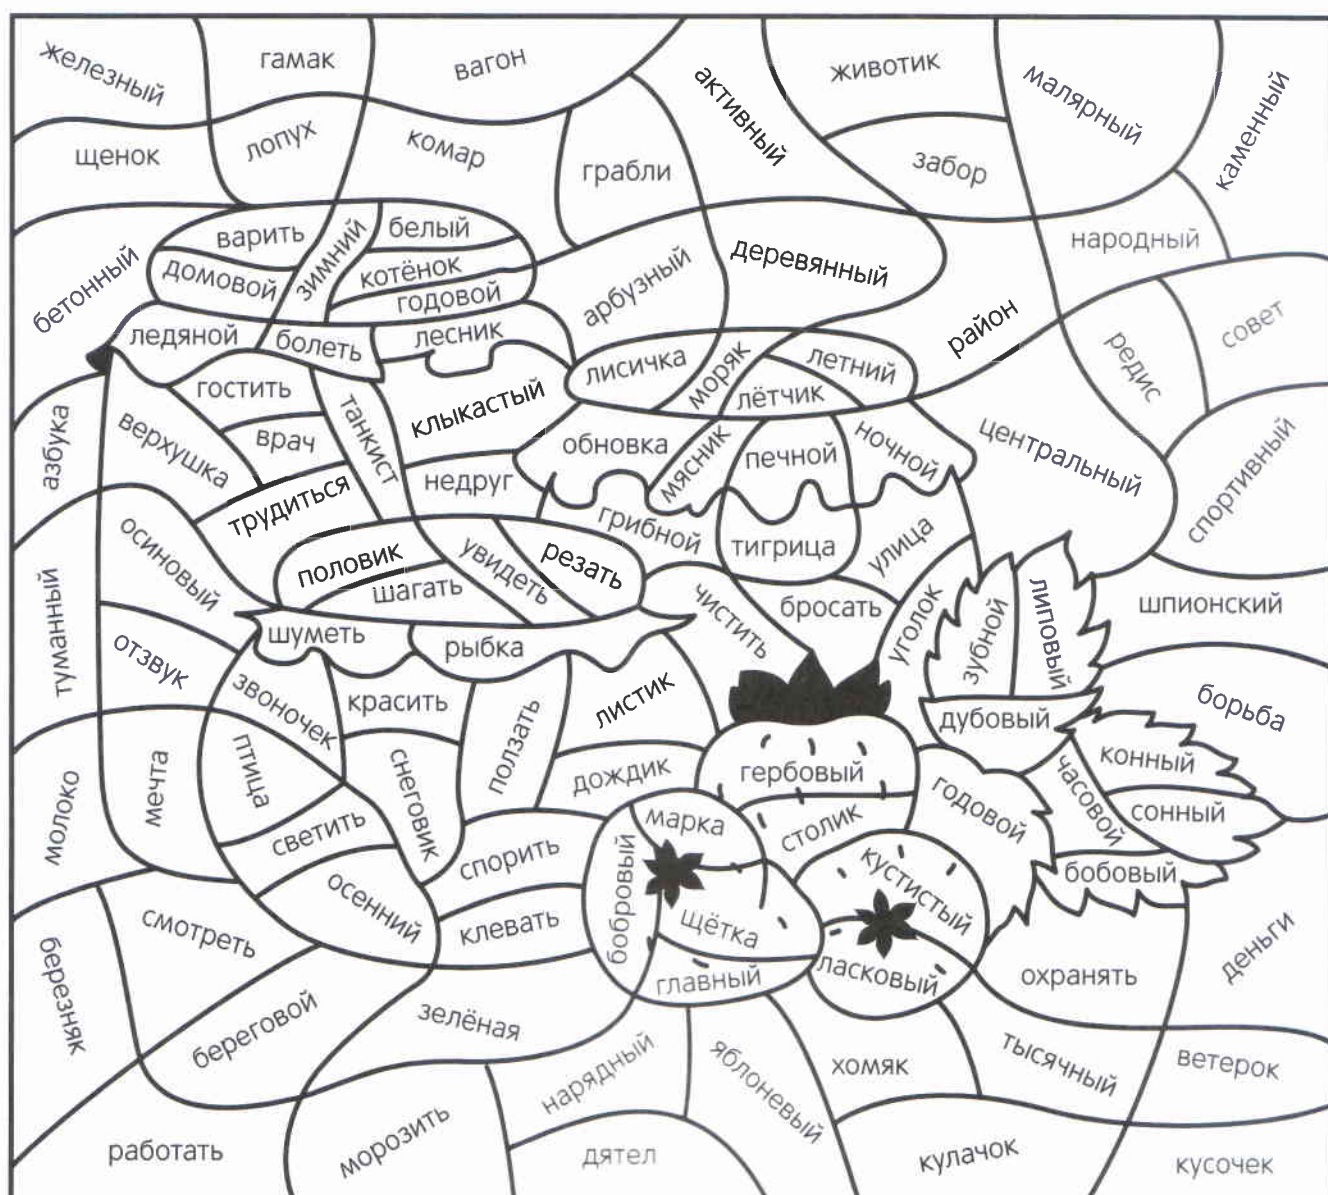 железный
гамак
вагон
активный
животик
малярный
каменный
щенок
лопух
комар
грабли
забор
народный
бетонный
варить
зимний
белый
домовой
котёнок
годовой
арбузный
деревянный
район
редис
совет
ледяной
болеть
лесник
лисичка
моряк
летний
лётчик
гостить
танкист
клыкастый
азбука
верхушка
врач
недруг
обновка
мясник
печной
ночной
центральный
спортивный
трудиться
грибной
тигрица
улица
осиновый
половик
увидеть
резать
шагать
туманный
чистить
бросать
уголок
зубной
липовый
шпионский
отзвук
шуметь
рыбка
звоночек
красить
ползать
листик
дубовый
борьба
молоко
мечта
птица
снеговик
дождик
гербовый
годовой
часовой
конный
сонный
светить
спорить
марка
столик
бобровый
кустистый
бобовый
осенний
клевать
щётка
главный
ласковый
смотреть
березняк
береговой
зелёная
охранять
деньги
нарядный
яблоневый
хомяк
тысячный
ветерок
работать
морозить
дятел
кулачок
кусочек